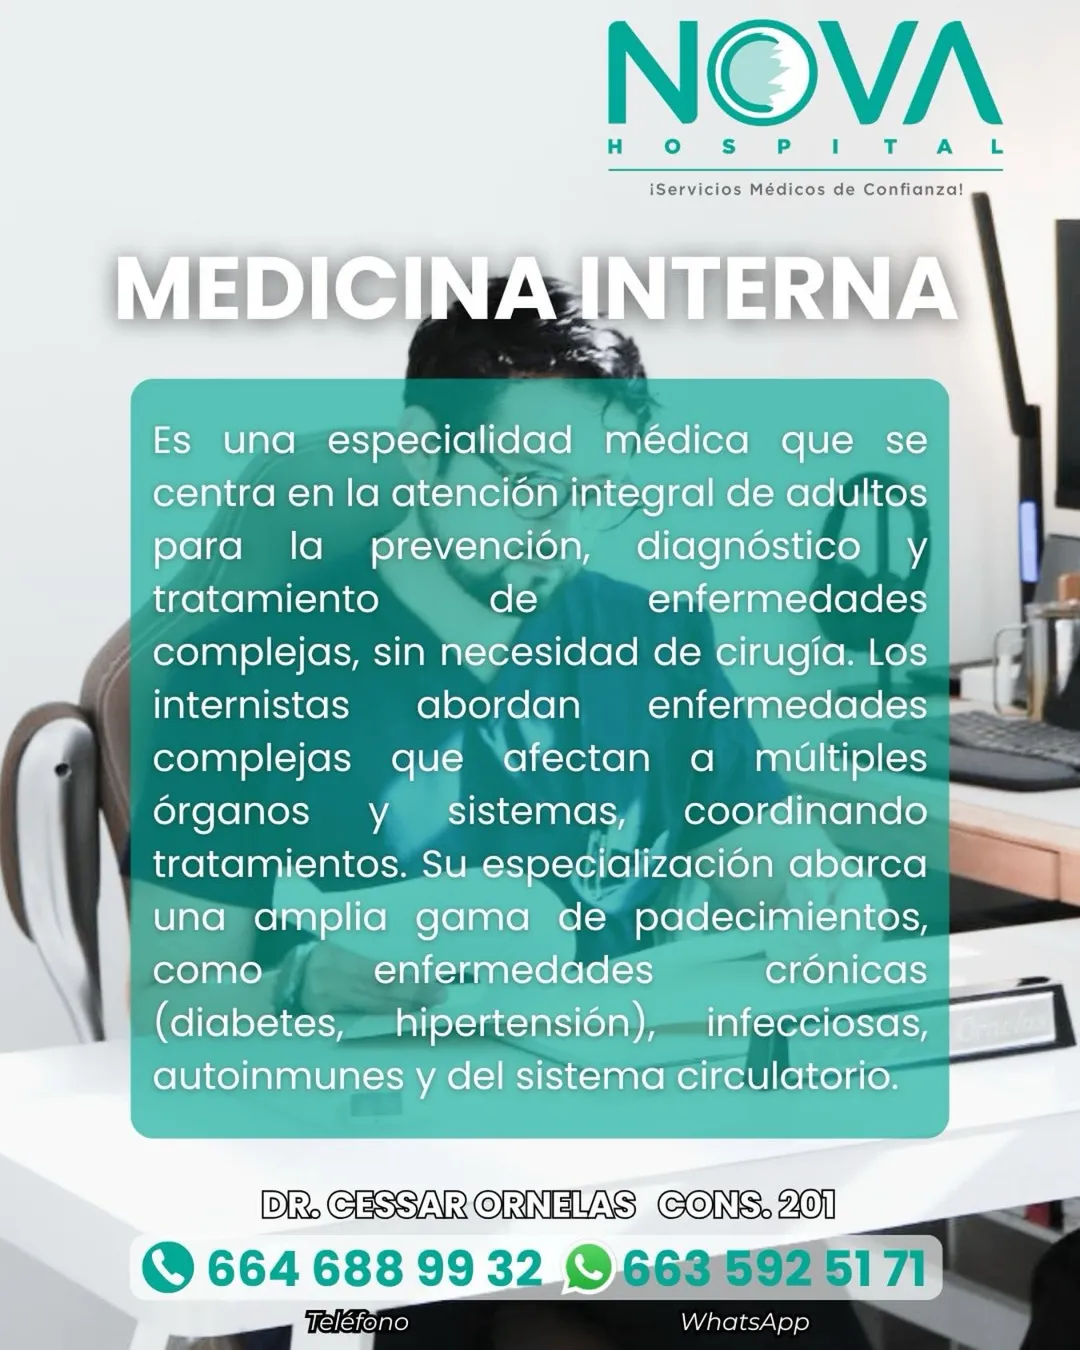 NOVA
HOSPITAL
¡Servicios Médicos de Confianza!
MEDICINA INTERNA
Es una especialidad médica que se
centra en la atención integral de adultos
para la prevención, diagnóstico y
tratamiento de enfermedades
complejas, sin necesidad de cirugía. Los
internistas abordan enfermedades
complejas que afectan a múltiples
órganos y sistemas, coordinando
tratamientos. Su especialización abarca
una amplia gama de padecimientos,
como enfermedades crónicas
(diabetes, hipertensión), infecciosas,
autoinmunes y del sistema circulatorio.
Ornelas
DR. CESSAR ORNELAS CONS. 201
664 688 99 32 663 592 51 71
Teléfono WhatsApp